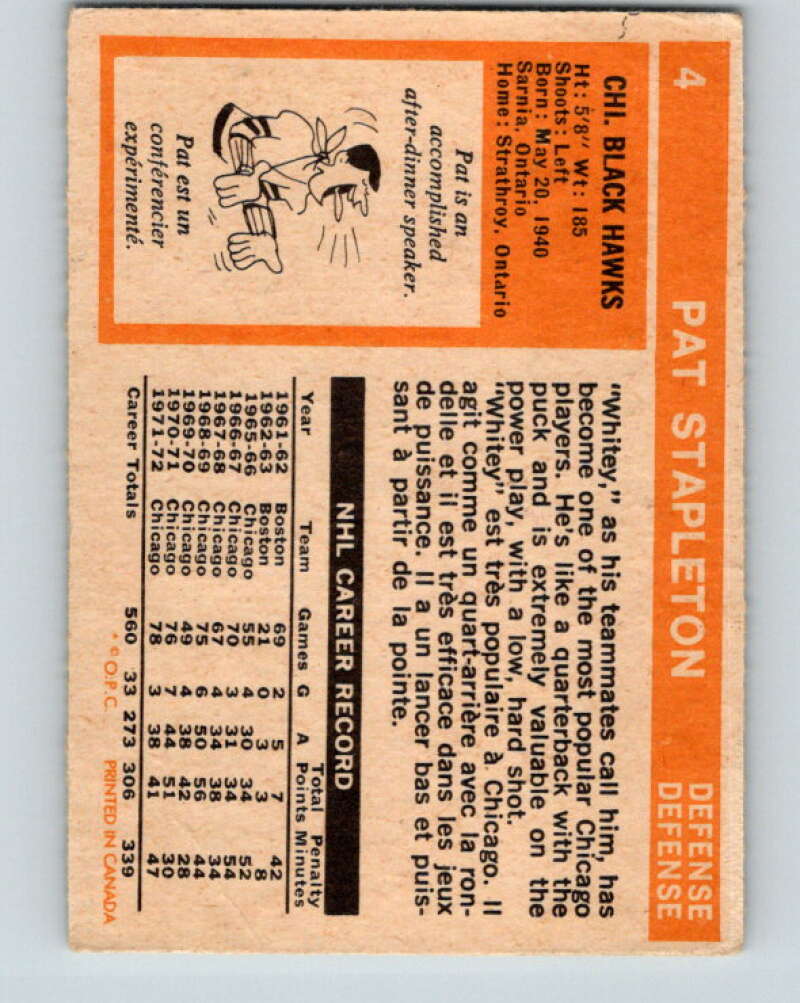 4
PAT STAPLETON
DEFENSE
DEFENSE
CHI. BLACK HAWKS
Ht: 5'8" Wt: 185
Shoots: Left
Born: May 20, 1940
Sarnia, Ontario
Home: Strathroy, Ontario
Pat is an
accomplished
after-dinner speaker.
Pat est un
conférencier
expérimenté.
"Whitey," as his teammates call him, has
become one of the most popular Chicago
players. He's like a quarterback with the
puck and is extremely valuable on the
power play, with a low, hard shot.
"Whitey" est très populaire à Chicago. Il
agit comme un quart-arrière avec la ron-
delle et il est très efficace dans les jeux
de puissance. Il a un lancer bas et puis-
sant à partir de la pointe.
NHL CAREER RECORD
Total Penalty
Year Team Games G A Points Minutes
1961-62 Boston 69 2 5 7 42
1962-63 Boston 21 0 3 3 8
1965-66 Chicago 55 4 30 34 52
1966-67 Chicago 70 3 31 34 54
1967-68 Chicago 67 4 34 38 34
1968-69 Chicago 75 6 50 56 44
1969-70 Chicago 49 4 38 42 28
1970-71 Chicago 76 7 44 51 30
1971-72 Chicago 78 3 38 41 47
Career Totals 560 33 273 306 339
* © O.P.C. PRINTED IN CANADA